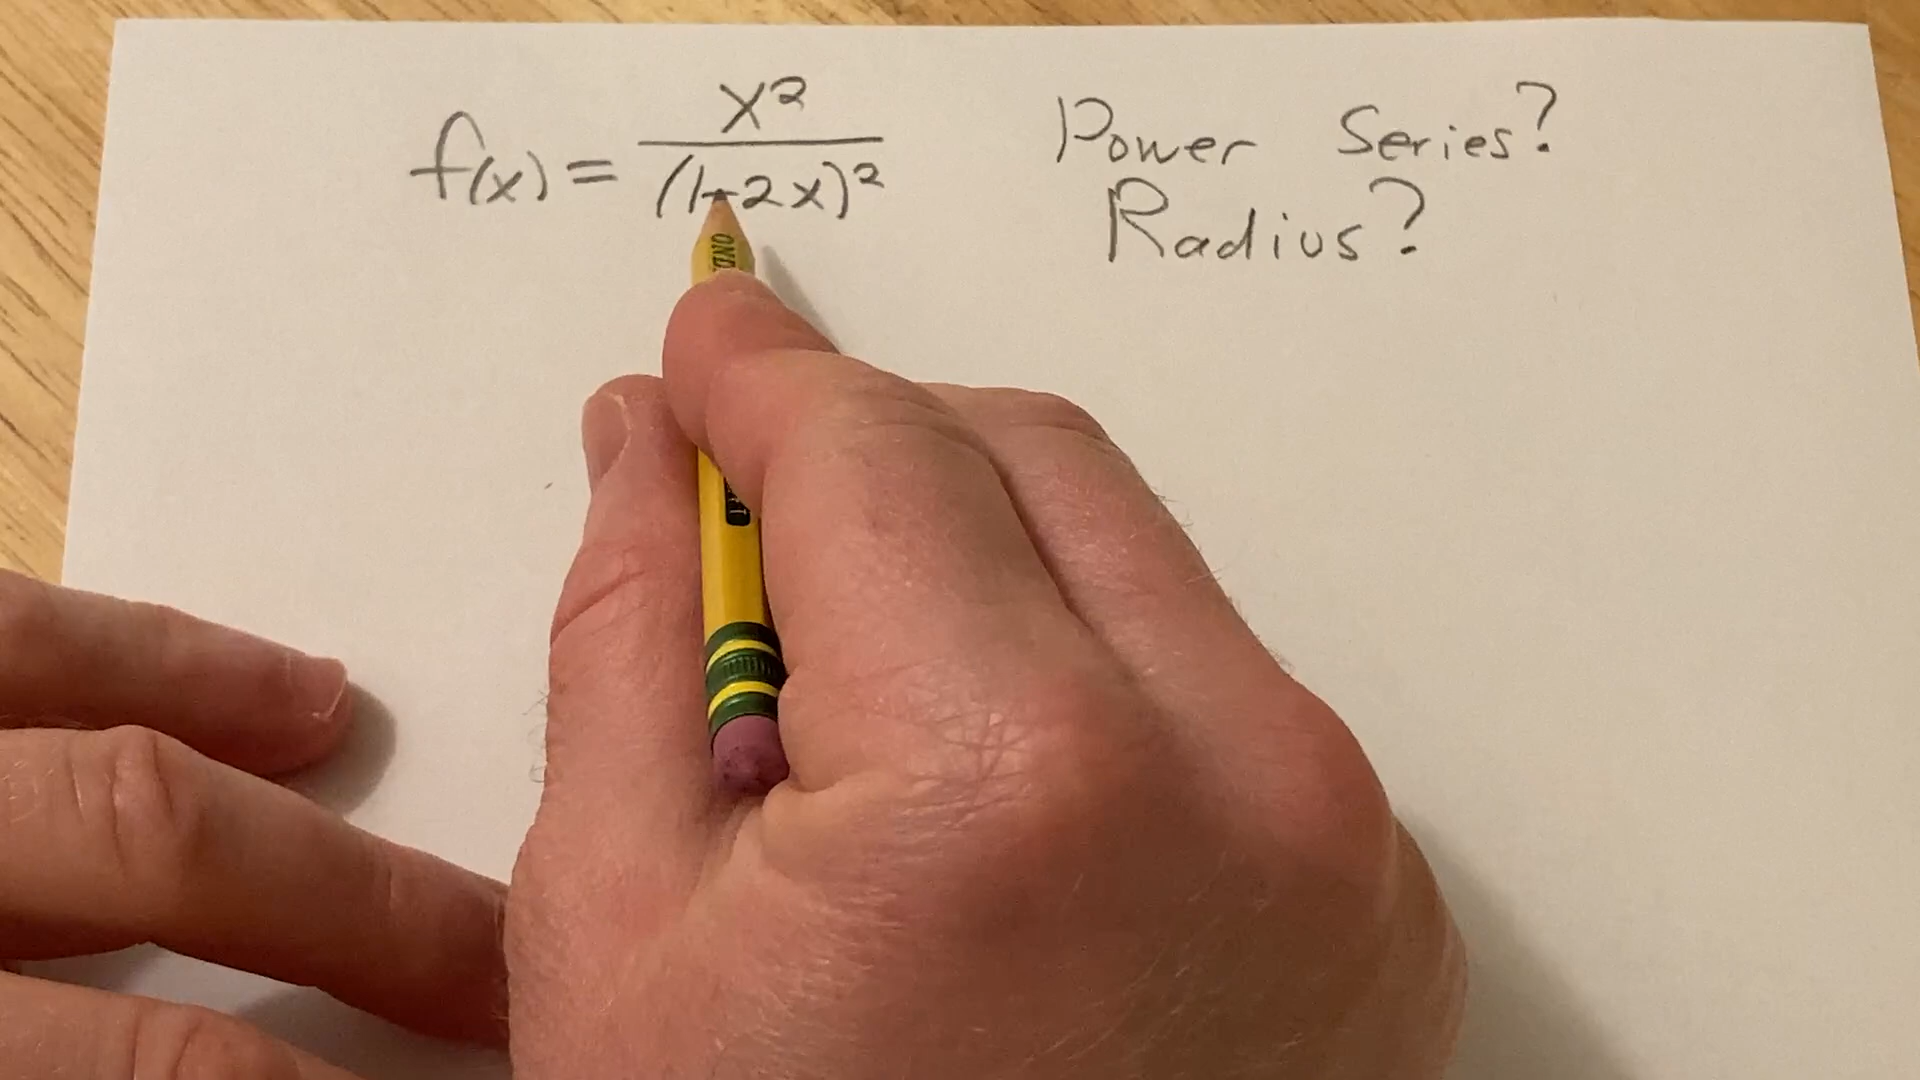 f(x) = x² / (1-2x)²
Power Series?
Radius?